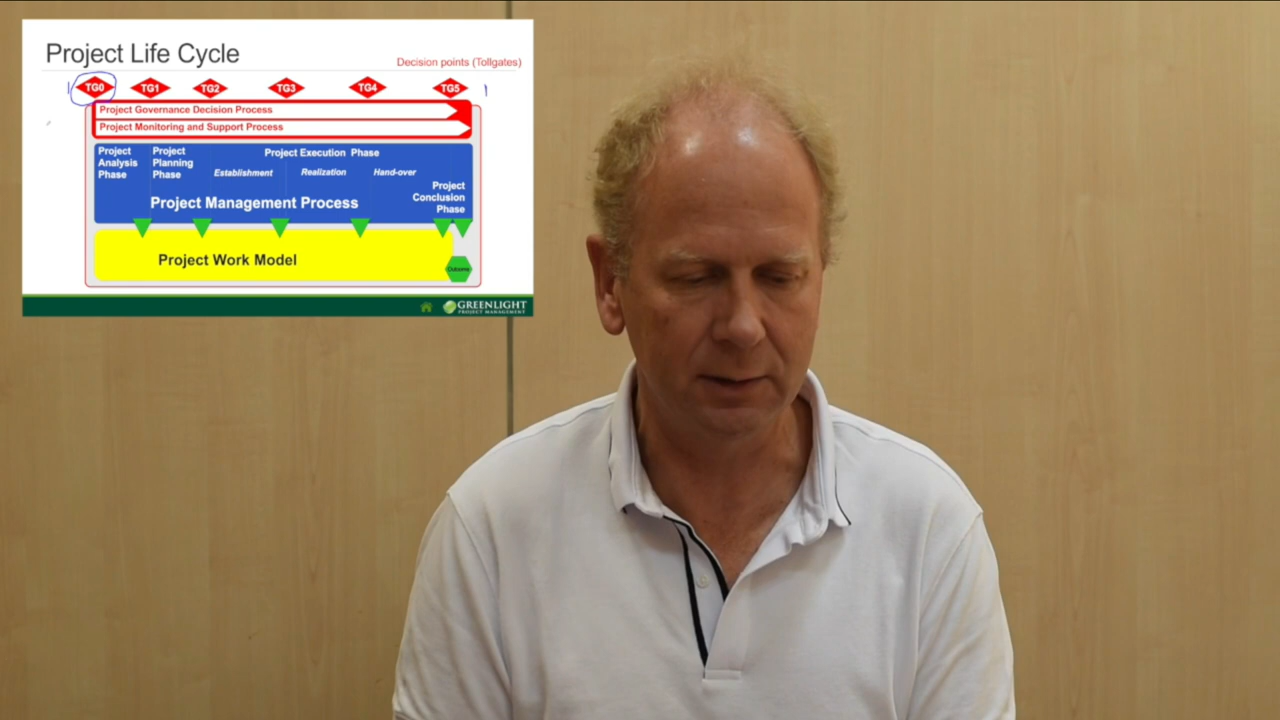 Project Life Cycle
Decision points (Tollgates)
TG0 TG1 TG2 TG3 TG4 TG5
Project Governance Decision Process
Project Monitoring and Support Process
Project
Analysis
Phase
Project
Planning
Phase
Project Execution Phase
Establishment Realization Hand-over
Project
Conclusion
Phase
Project Management Process
Project Work Model
Outcome
GREENLIGHT
PROJECT MANAGEMENT